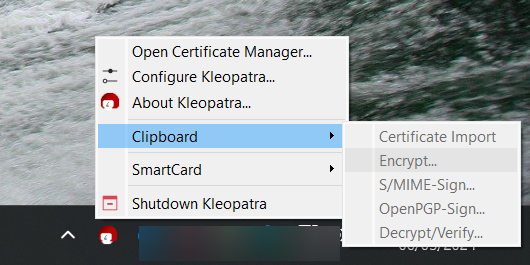 Open Certificate Manager...
Configure Kleopatra...
About Kleopatra...
Clipboard
SmartCard
Shutdown Kleopatra
Certificate Import
Encrypt...
S/MIME-Sign...
OpenPGP-Sign...
Decrypt/Verify...